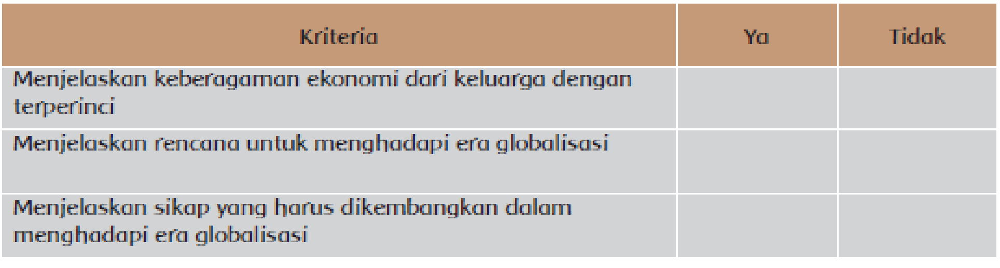 Kriteria Ya Tidak
Menjelaskan keberagaman ekonomi dari keluarga dengan
terperinci
Menjelaskan rencana untuk menghadapi era globalisasi
Menjelaskan sikap yang harus dikembangkan dalam
menghadapi era globalisasi